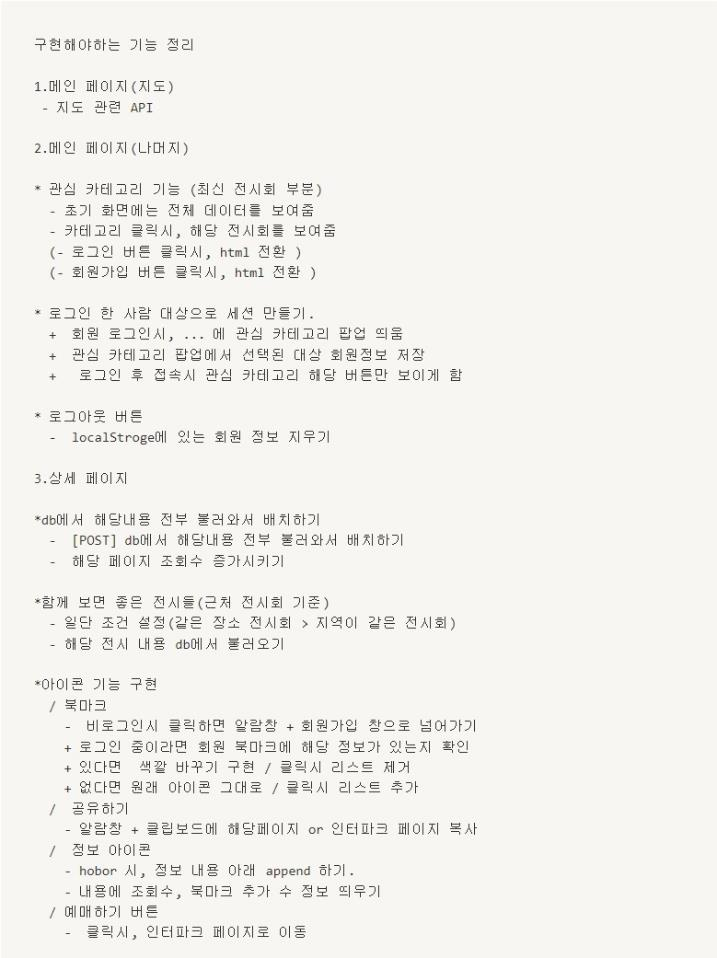 구현해야하는 기능 정리
1.메인 페이지(지도)
- 지도 관련 API
2.메인 페이지(나머지)
* 관심 카테고리 기능 (최신 전시회 부분)
- 초기 화면에는 전체 데이터를 보여줌
- 카테고리 클릭시, 해당 전시회를 보여줌
(- 로그인 버튼 클릭시, html 전환 )
(- 회원가입 버튼 클릭시, html 전환 )
* 로그인 한 사람 대상으로 세션 만들기.
+ 회원 로그인시, ... 에 관심 카테고리 팝업 띄움
+ 관심 카테고리 팝업에서 선택된 대상 회원정보 저장
+ 로그인 후 접속시 관심 카테고리 해당 버튼만 보이게 함
* 로그아웃 버튼
- localStroge에 있는 회원 정보 지우기
3.상세 페이지
*db에서 해당내용 전부 불러와서 배치하기
- [POST] db에서 해당내용 전부 불러와서 배치하기
- 해당 페이지 조회수 증가시키기
*함께 보면 좋은 전시들(근처 전시회 기준)
- 일단 조건 설정(같은 장소 전시회 > 지역이 같은 전시회)
- 해당 전시 내용 db에서 불러오기
*아이콘 기능 구현
/ 북마크
- 비로그인시 클릭하면 알람창 + 회원가입 창으로 넘어가기
+ 로그인 중이라면 회원 북마크에 해당 정보가 있는지 확인
+ 있다면 색깔 바꾸기 구현 / 클릭시 리스트 제거
+ 없다면 원래 아이콘 그대로 / 클릭시 리스트 추가
/ 공유하기
- 알람창 + 클립보드에 해당페이지 or 인터파크 페이지 복사
/ 정보 아이콘
- hobor 시, 정보 내용 아래 append 하기.
- 내용에 조회수, 북마크 추가 수 정보 띄우기
/ 예매하기 버튼
- 클릭시, 인터파크 페이지로 이동